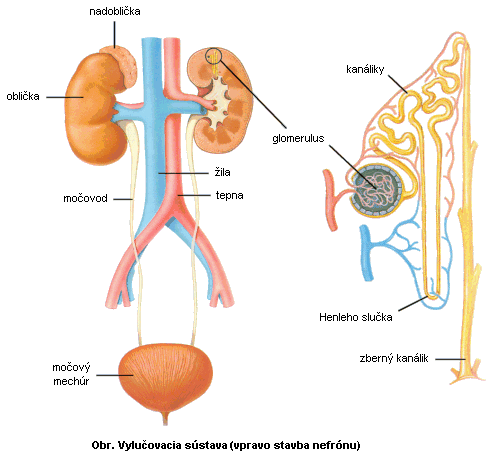 nadoblička
oblička
kanáliky
glomerulus
žila
močovod
tepna
Henleho slučka
zberný kanálik
močový
mechúr
Obr. Vylučovacia sústava (vpravo stavba nefrónu)